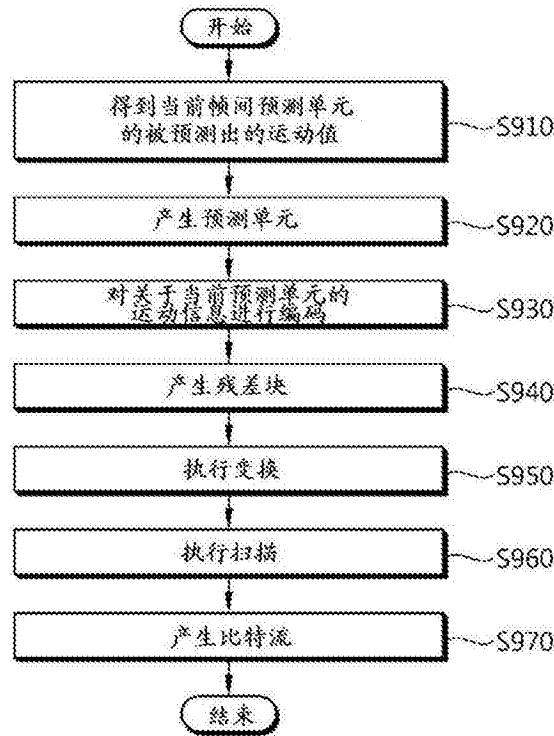 开始
得到当前帧间预测单元
的被预测出的运动值
S910
产生预测单元
S920
对关于当前预测单元的
运动信息进行编码
S930
产生残差块
S940
执行变换
S950
执行扫描
S960
产生比特流
S970
结束